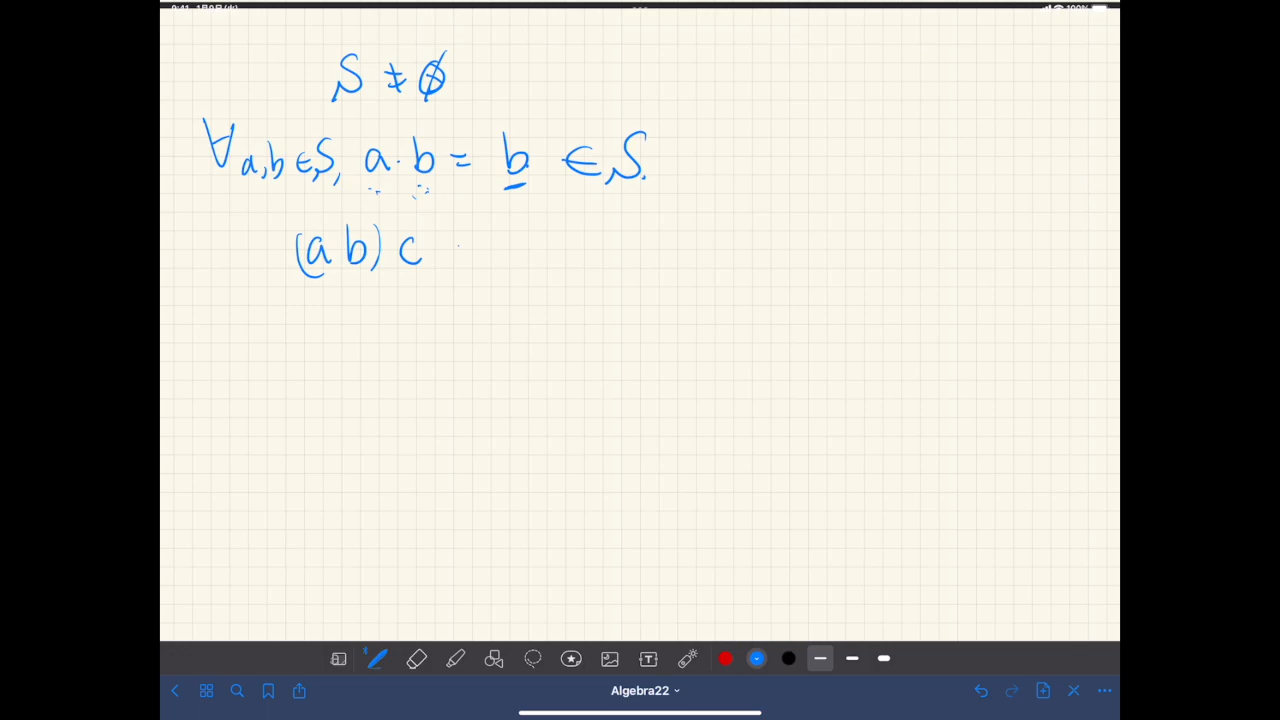 S ≠ ∅
∀a,b ∈ S, a · b = b ∈ S.
(ab)c
Algebra22